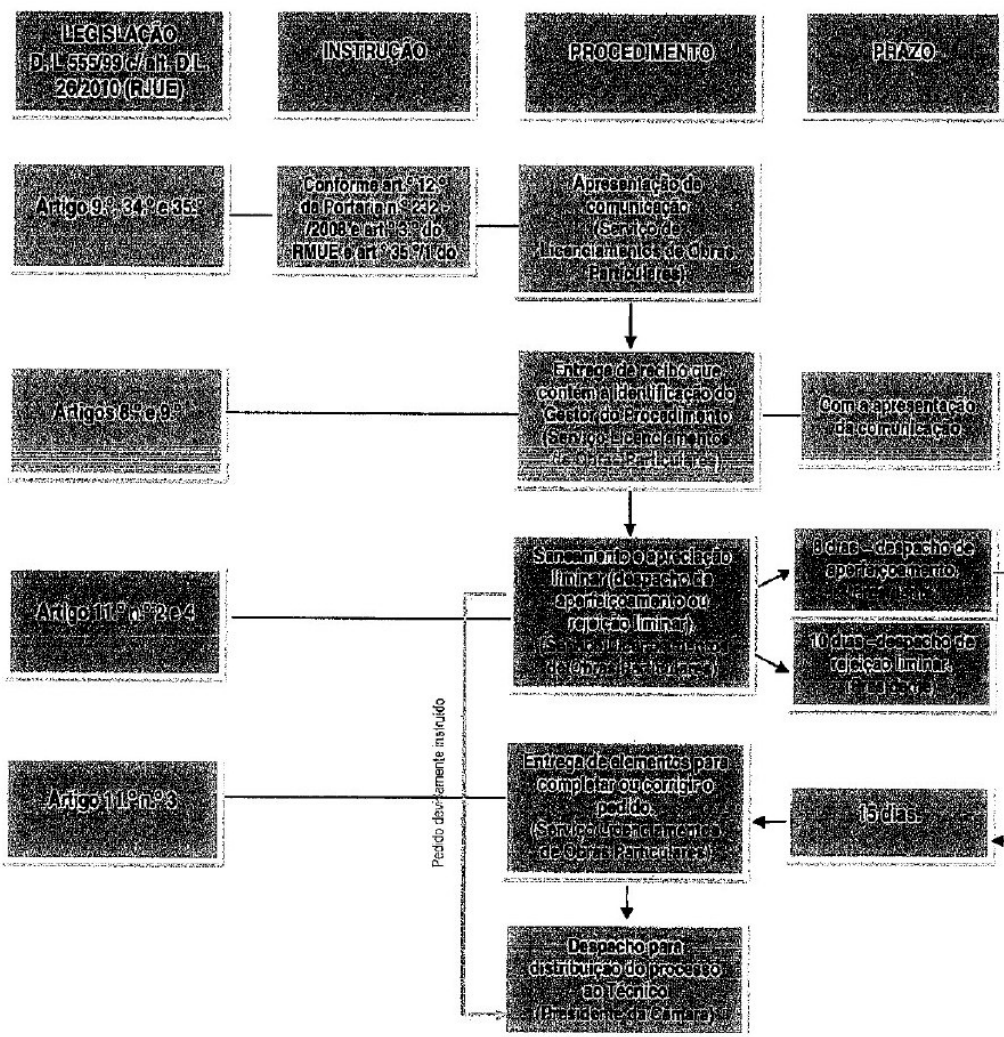 LEGISLAÇÃO
D. L 555/99 c/ alt. D.L.
26/2010 (RJUE)
INSTRUÇÃO
PROCEDIMENTO
PRAZO
Artigo 9.º, 34.º e 35.º
Conforme art.º 12.º
da Portaria n.º 232
/2008 e art.º 3.º do
RMUE e art.º 35.º/1 do
Apresentação de
comunicação
(Serviço de
Licenciamentos de Obras
Particulares)
Artigos 8.º e 9.º
Entrega de recibo que
contém a identificação do
Gestor do Procedimento
(Serviço Licenciamentos
de Obras Particulares)
Com a apresentação
da comunicação
Artigo 11.º n.º 2 e 4
Saneamento e apreciação
liminar (despacho de
aperfeiçoamento ou
rejeição liminar)
(Serviço Licenciamentos
de Obras Particulares)
8 dias – despacho de
aperfeiçoamento.
10 dias – despacho de
rejeição liminar.
(Presidente)
Pedido devidamente instruído
Artigo 11.º n.º 3
Entrega de elementos para
completar ou corrigir o
pedido.
(Serviço Licenciamentos
de Obras Particulares)
15 dias.
Despacho para
distribuição do processo
ao Técnico
(Presidente da Câmara)